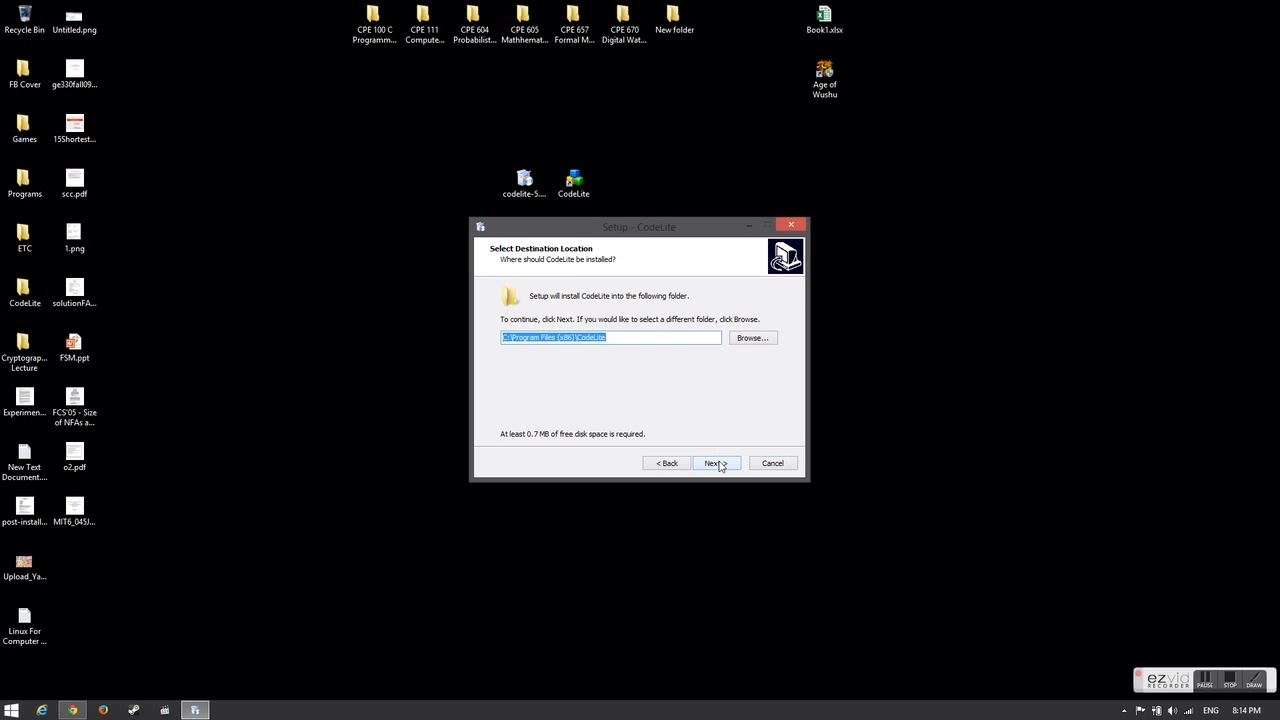 Recycle Bin
Untitled.png
CPE 100 C
Programm...
CPE 111
Compute...
CPE 604
Probabilist...
CPE 605
Mathhemat...
CPE 657
Formal M...
CPE 670
Digital Wat...
New folder
Book1.xlsx
FB Cover
ge330fall09...
Age of
Wushu
Games
15Shortest...
Programs
scc.pdf
codelite-5....
CodeLite
ETC
1.png
CodeLite
solutionFA...
Cryptograp...
Lecture
FSM.ppt
Experimen...
FCS'05 - Size
of NFAs a...
New Text
Document....
o2.pdf
post-install...
MIT6_045J...
Upload_Ya...
Linux For
Computer ...
Setup - CodeLite
Select Destination Location
Where should CodeLite be installed?
Setup will install CodeLite into the following folder.
To continue, click Next. If you would like to select a different folder, click Browse.
C:\Program Files (x86)\CodeLite
Browse...
At least 0.7 MB of free disk space is required.
< Back
Next >
Cancel
ezvid
RECORDER
PAUSE
STOP
DRAW
ENG
8:14 PM